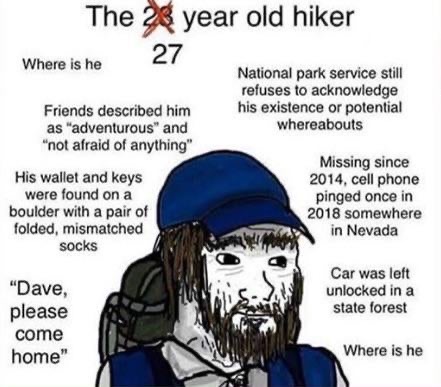 The 28 year old hiker
27
Where is he
National park service still
refuses to acknowledge
his existence or potential
whereabouts
Friends described him
as "adventurous" and
"not afraid of anything"
Missing since
2014, cell phone
pinged once in
2018 somewhere
in Nevada
His wallet and keys
were found on a
boulder with a pair of
folded, mismatched
socks
Car was left
unlocked in a
state forest
"Dave,
please
come
home"
Where is he